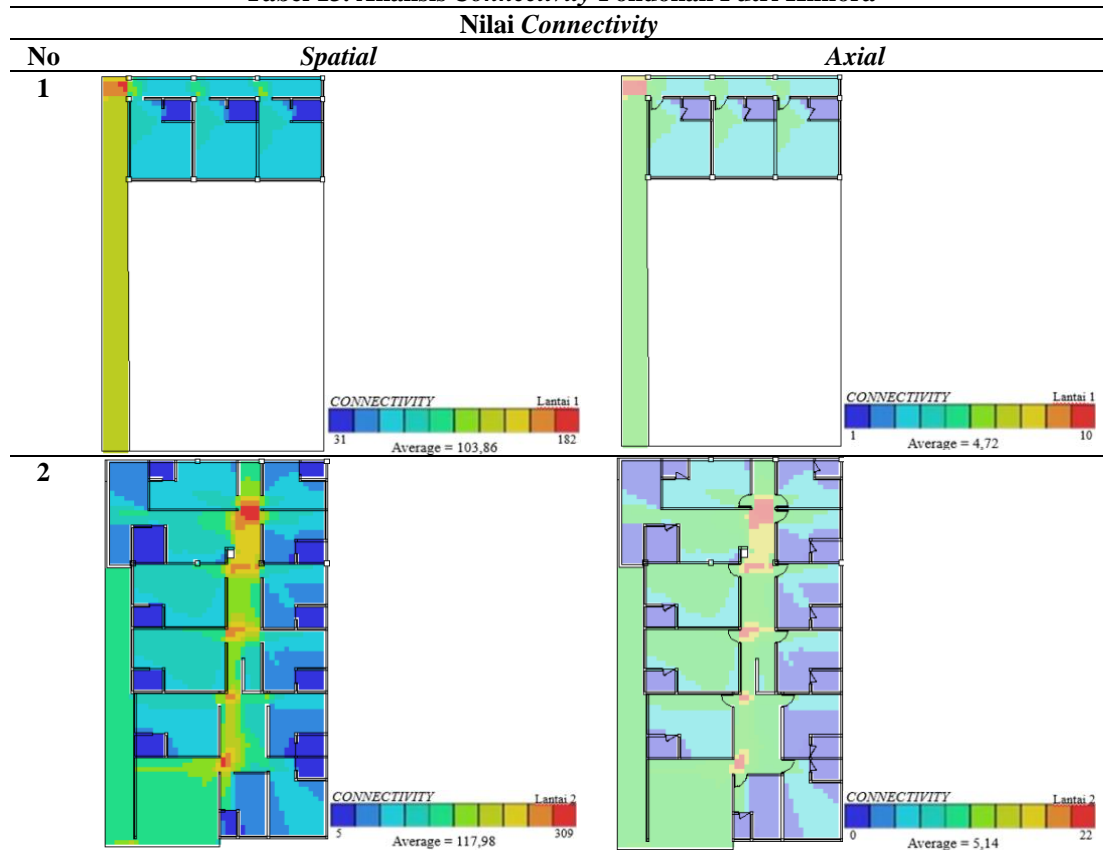 Nilai Connectivity
No Spatial Axial
1
CONNECTIVITY Lantai 1
31 182
Average = 103,86
CONNECTIVITY Lantai 1
1 10
Average = 4,72
2
CONNECTIVITY Lantai 2
5 309
Average = 117,98
CONNECTIVITY Lantai 2
0 22
Average = 5,14